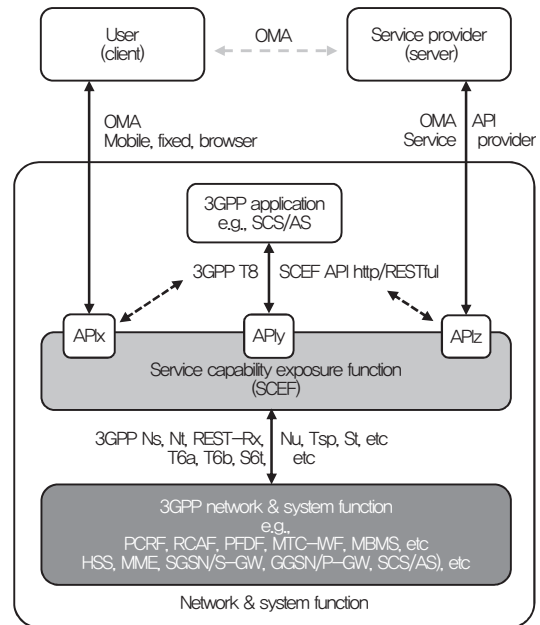 User
(client)
OMA
Service provider
(server)
OMA
Mobile, fixed, browser
OMA API
Service provider
3GPP application
e.g., SCS/AS
3GPP T8 SCEF API http/RESTful
APIx
APIy
APIz
Service capability exposure function
(SCEF)
3GPP Ns, Nt, REST-Rx, Nu, Tsp, St, etc
T6a, T6b, S6t, etc
3GPP network & system function
e.g.,
PCRF, RCAF, PFDF, MTC-IWF, MBMS, etc
HSS, MME, SGSN/S-GW, GGSN/P-GW, SCS/AS), etc
Network & system function